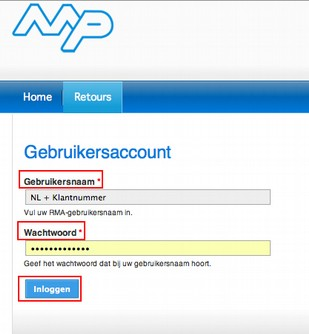 MP
Home Retours
Gebruikersaccount
Gebruikersnaam *
NL + Klantnummer
Vul uw RMA-gebruikersnaam in.
Wachtwoord *
•••••••••••••
Geef het wachtwoord dat bij uw gebruikersnaam hoort.
Inloggen